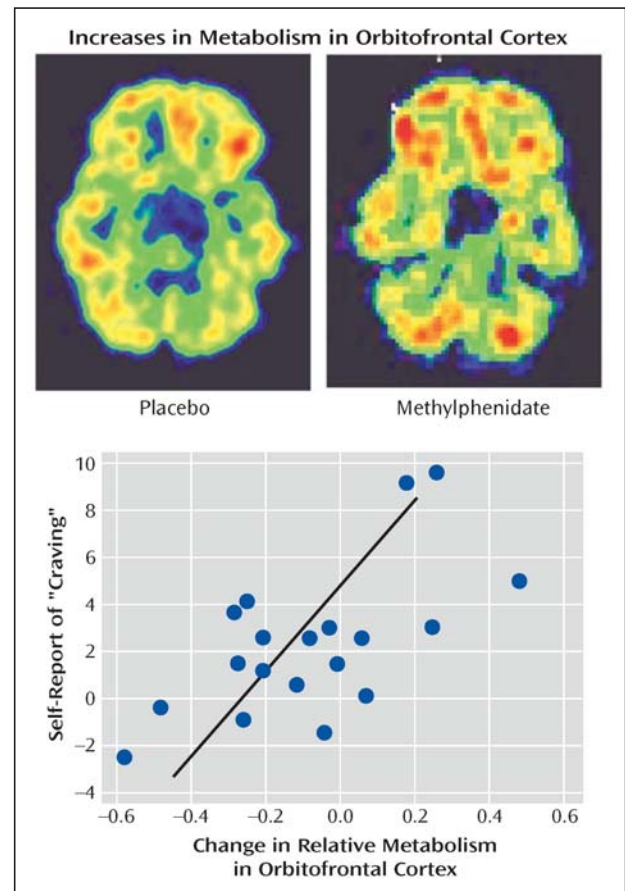 Increases in Metabolism in Orbitofrontal Cortex
Placebo
Methylphenidate
Self-Report of "Craving"
10
8
6
4
2
0
−2
−4
−0.6 −0.4 −0.2 0.0 0.2 0.4 0.6
Change in Relative Metabolism
in Orbitofrontal Cortex